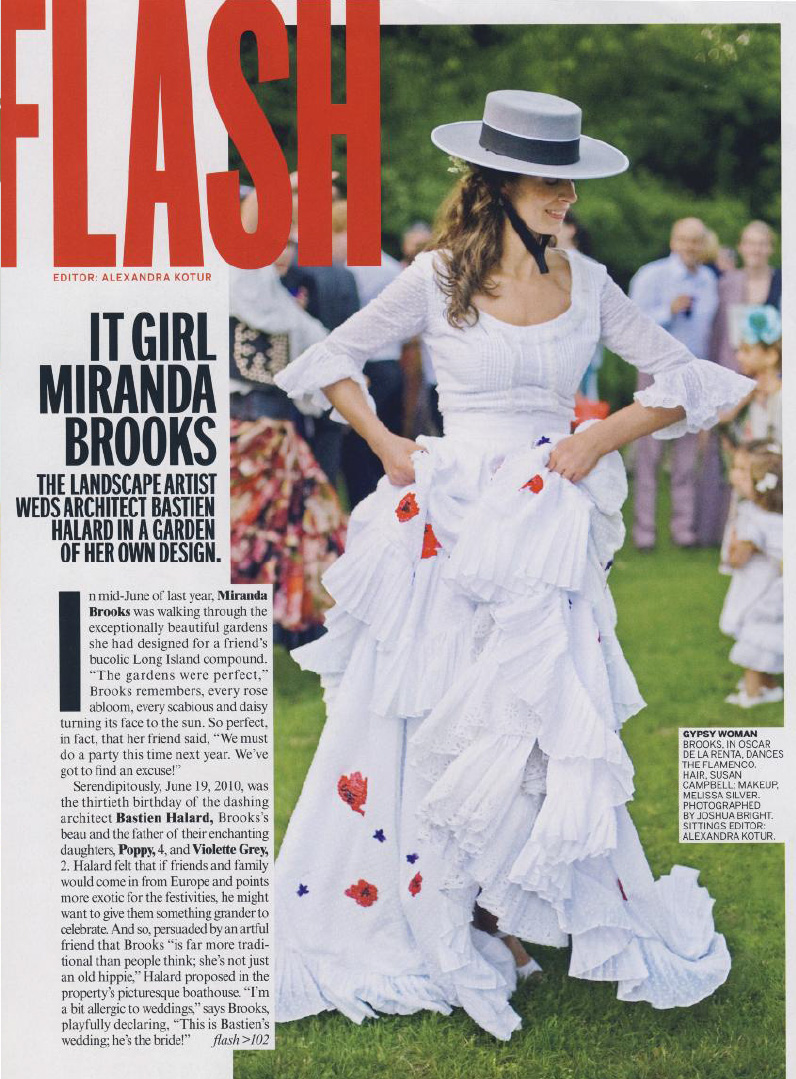 FLASH
EDITOR: ALEXANDRA KOTUR
IT GIRL
MIRANDA
BROOKS
THE LANDSCAPE ARTIST
WEDS ARCHITECT BASTIEN
HALARD IN A GARDEN
OF HER OWN DESIGN.
In mid-June of last year, Miranda
Brooks was walking through the
exceptionally beautiful gardens
she had designed for a friend's
bucolic Long Island compound.
“The gardens were perfect,”
Brooks remembers, every rose
abloom, every scabious and daisy
turning its face to the sun. So perfect,
in fact, that her friend said, “We must
do a party this time next year. We've
got to find an excuse!”
Serendipitously, June 19, 2010, was
the thirtieth birthday of the dashing
architect Bastien Halard, Brooks's
beau and the father of their enchanting
daughters, Poppy, 4, and Violette Grey,
2. Halard felt that if friends and family
would come in from Europe and points
more exotic for the festivities, he might
want to give them something grander to
celebrate. And so, persuaded by an artful
friend that Brooks “is far more tradi-
tional than people think; she's not just
an old hippie,” Halard proposed in the
property's picturesque boathouse. “I'm
a bit allergic to weddings,” says Brooks,
playfully declaring, “This is Bastien's
wedding; he's the bride!” flash >102
GYPSY WOMAN
BROOKS, IN OSCAR
DE LA RENTA, DANCES
THE FLAMENCO.
HAIR, SUSAN
CAMPBELL; MAKEUP,
MELISSA SILVER.
PHOTOGRAPHED
BY JOSHUA BRIGHT.
SITTINGS EDITOR:
ALEXANDRA KOTUR.